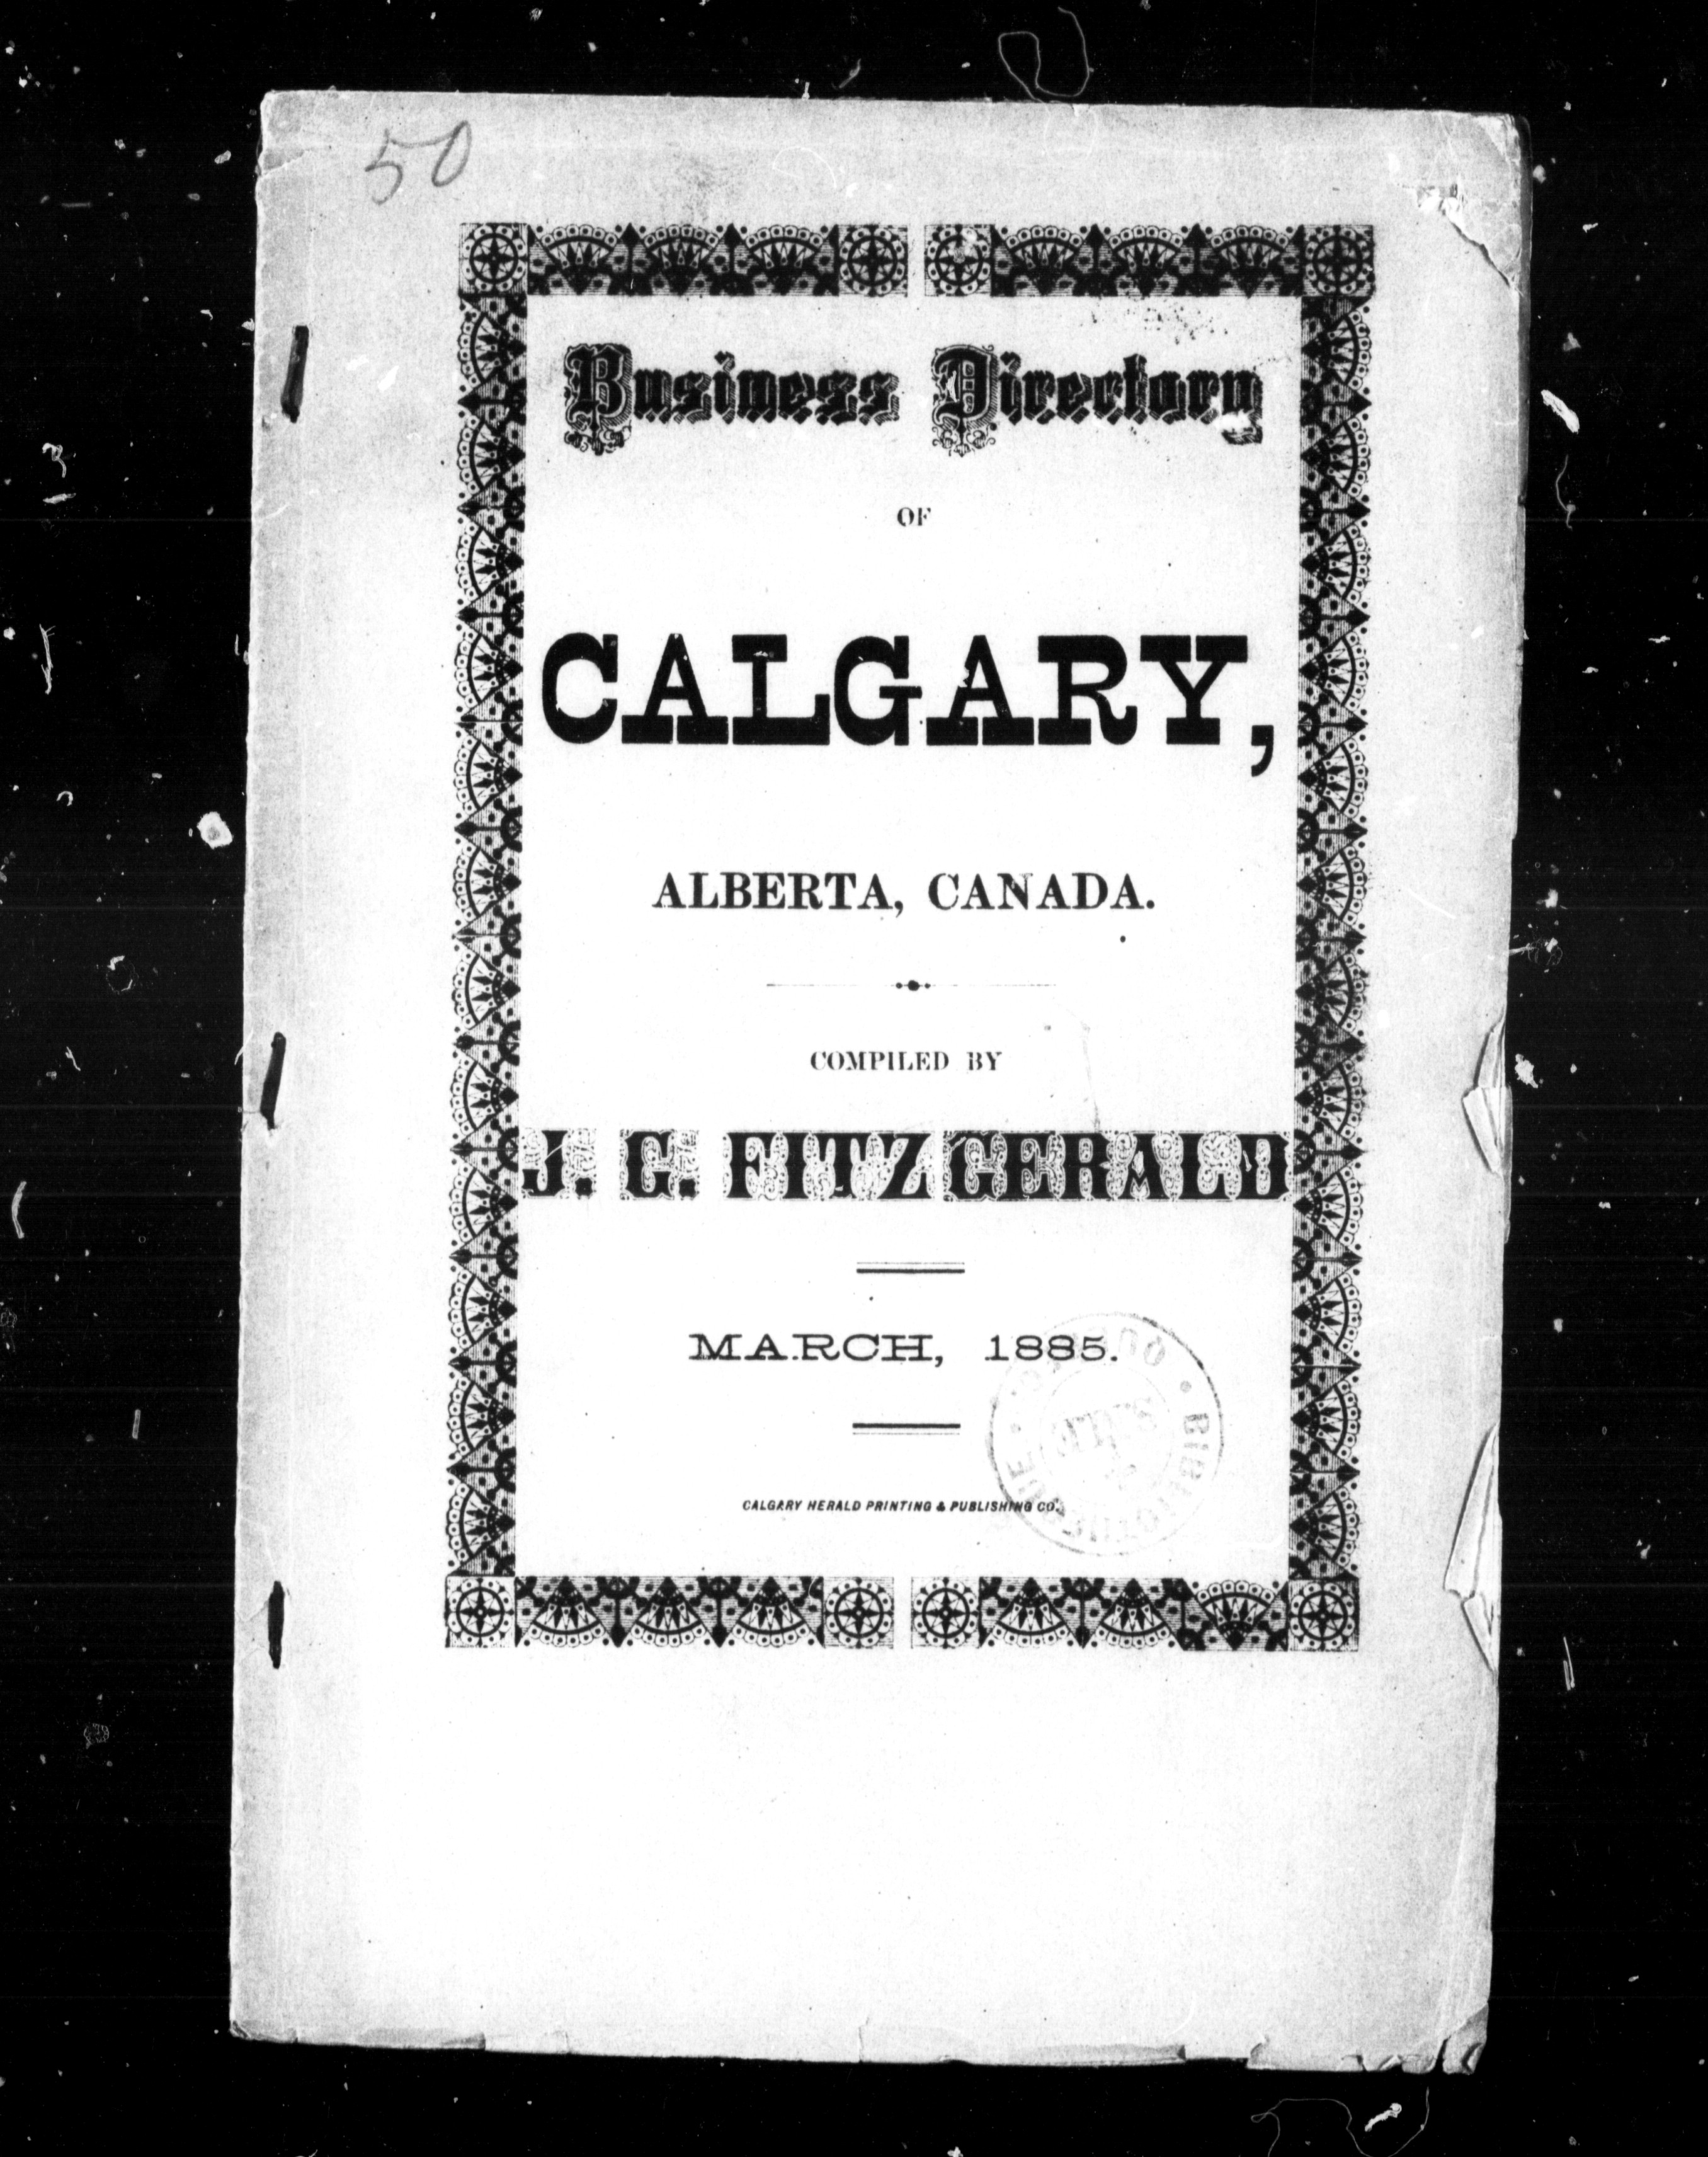 50
Business Directory
OF
CALGARY,
ALBERTA, CANADA.
COMPILED BY
J. G. FITZGERALD
MARCH, 1885.
CALGARY HERALD PRINTING & PUBLISHING CO.